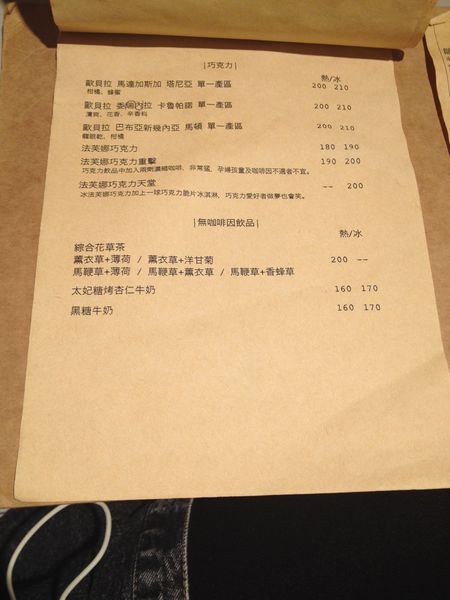 |巧克力|
熱/冰
歐貝拉 馬達加斯加 塔尼亞 單一產區 200 210
柑橘、蜂蜜
歐貝拉 委內內拉 卡魯帕諾 單一產區 200 210
清爽、花香、辛香料
歐貝拉 巴布亞新幾內亞 馬頓 單一產區 200 210
龍眼乾、柑橘
法芙娜巧克力 180 190
法芙娜巧克力重擊 190 200
巧克力飲品中加入兩劑濃縮咖啡，非常猛，孕婦孩童及咖啡因不適者不宜。
法芙娜巧克力天堂 -- 200
冰法芙娜巧克力加上一球巧克力脆片冰淇淋，巧克力愛好者做夢也會笑。
|無咖啡因飲品|
熱/冰
綜合花草茶
薰衣草+薄荷 / 薰衣草+洋甘菊 200 --
馬鞭草+薄荷 / 馬鞭草+薰衣草 / 馬鞭草+香蜂草
太妃糖烤杏仁牛奶 160 170
黑糖牛奶 160 170